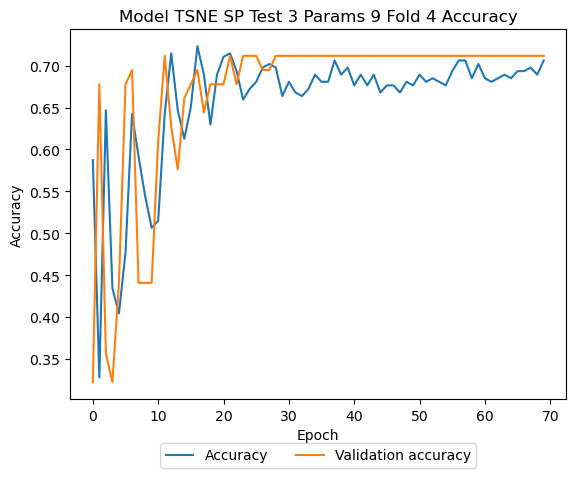 Model TSNE SP Test 3 Params 9 Fold 4 Accuracy
0.70
0.65
0.60
0.55
0.50
0.45
0.40
0.35
Accuracy
0 10 20 30 40 50 60 70
Epoch
Accuracy Validation accuracy